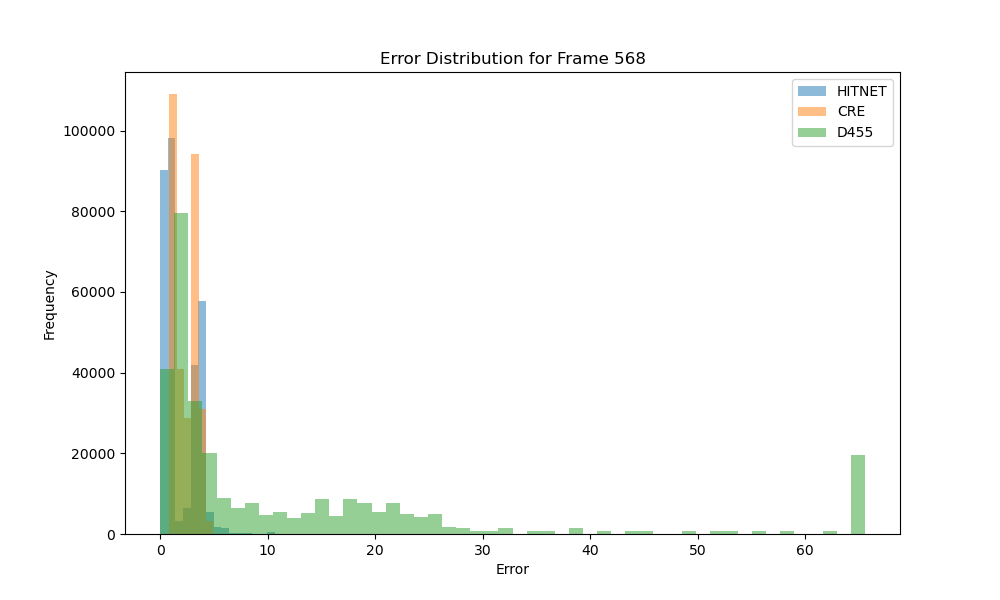 Error Distribution for Frame 568
HITNET
CRE
D455
100000
80000
60000
40000
20000
0
Frequency
0 10 20 30 40 50 60
Error